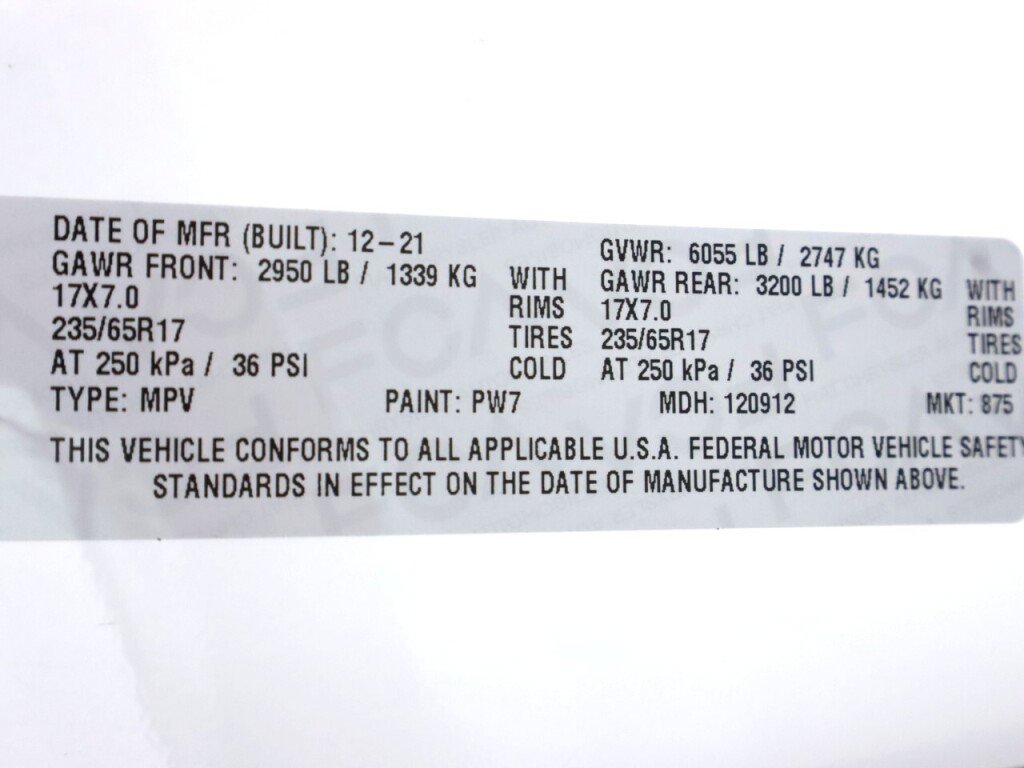 DATE OF MFR (BUILT): 12-21 GVWR: 6055 LB / 2747 KG
GAWR FRONT: 2950 LB / 1339 KG WITH GAWR REAR: 3200 LB / 1452 KG WITH
17X7.0 RIMS 17X7.0 RIMS
235/65R17 TIRES 235/65R17 TIRES
AT 250 kPa / 36 PSI COLD AT 250 kPa / 36 PSI COLD
TYPE: MPV PAINT: PW7 MDH: 120912 MKT: 875
THIS VEHICLE CONFORMS TO ALL APPLICABLE U.S.A. FEDERAL MOTOR VEHICLE SAFETY
STANDARDS IN EFFECT ON THE DATE OF MANUFACTURE SHOWN ABOVE.